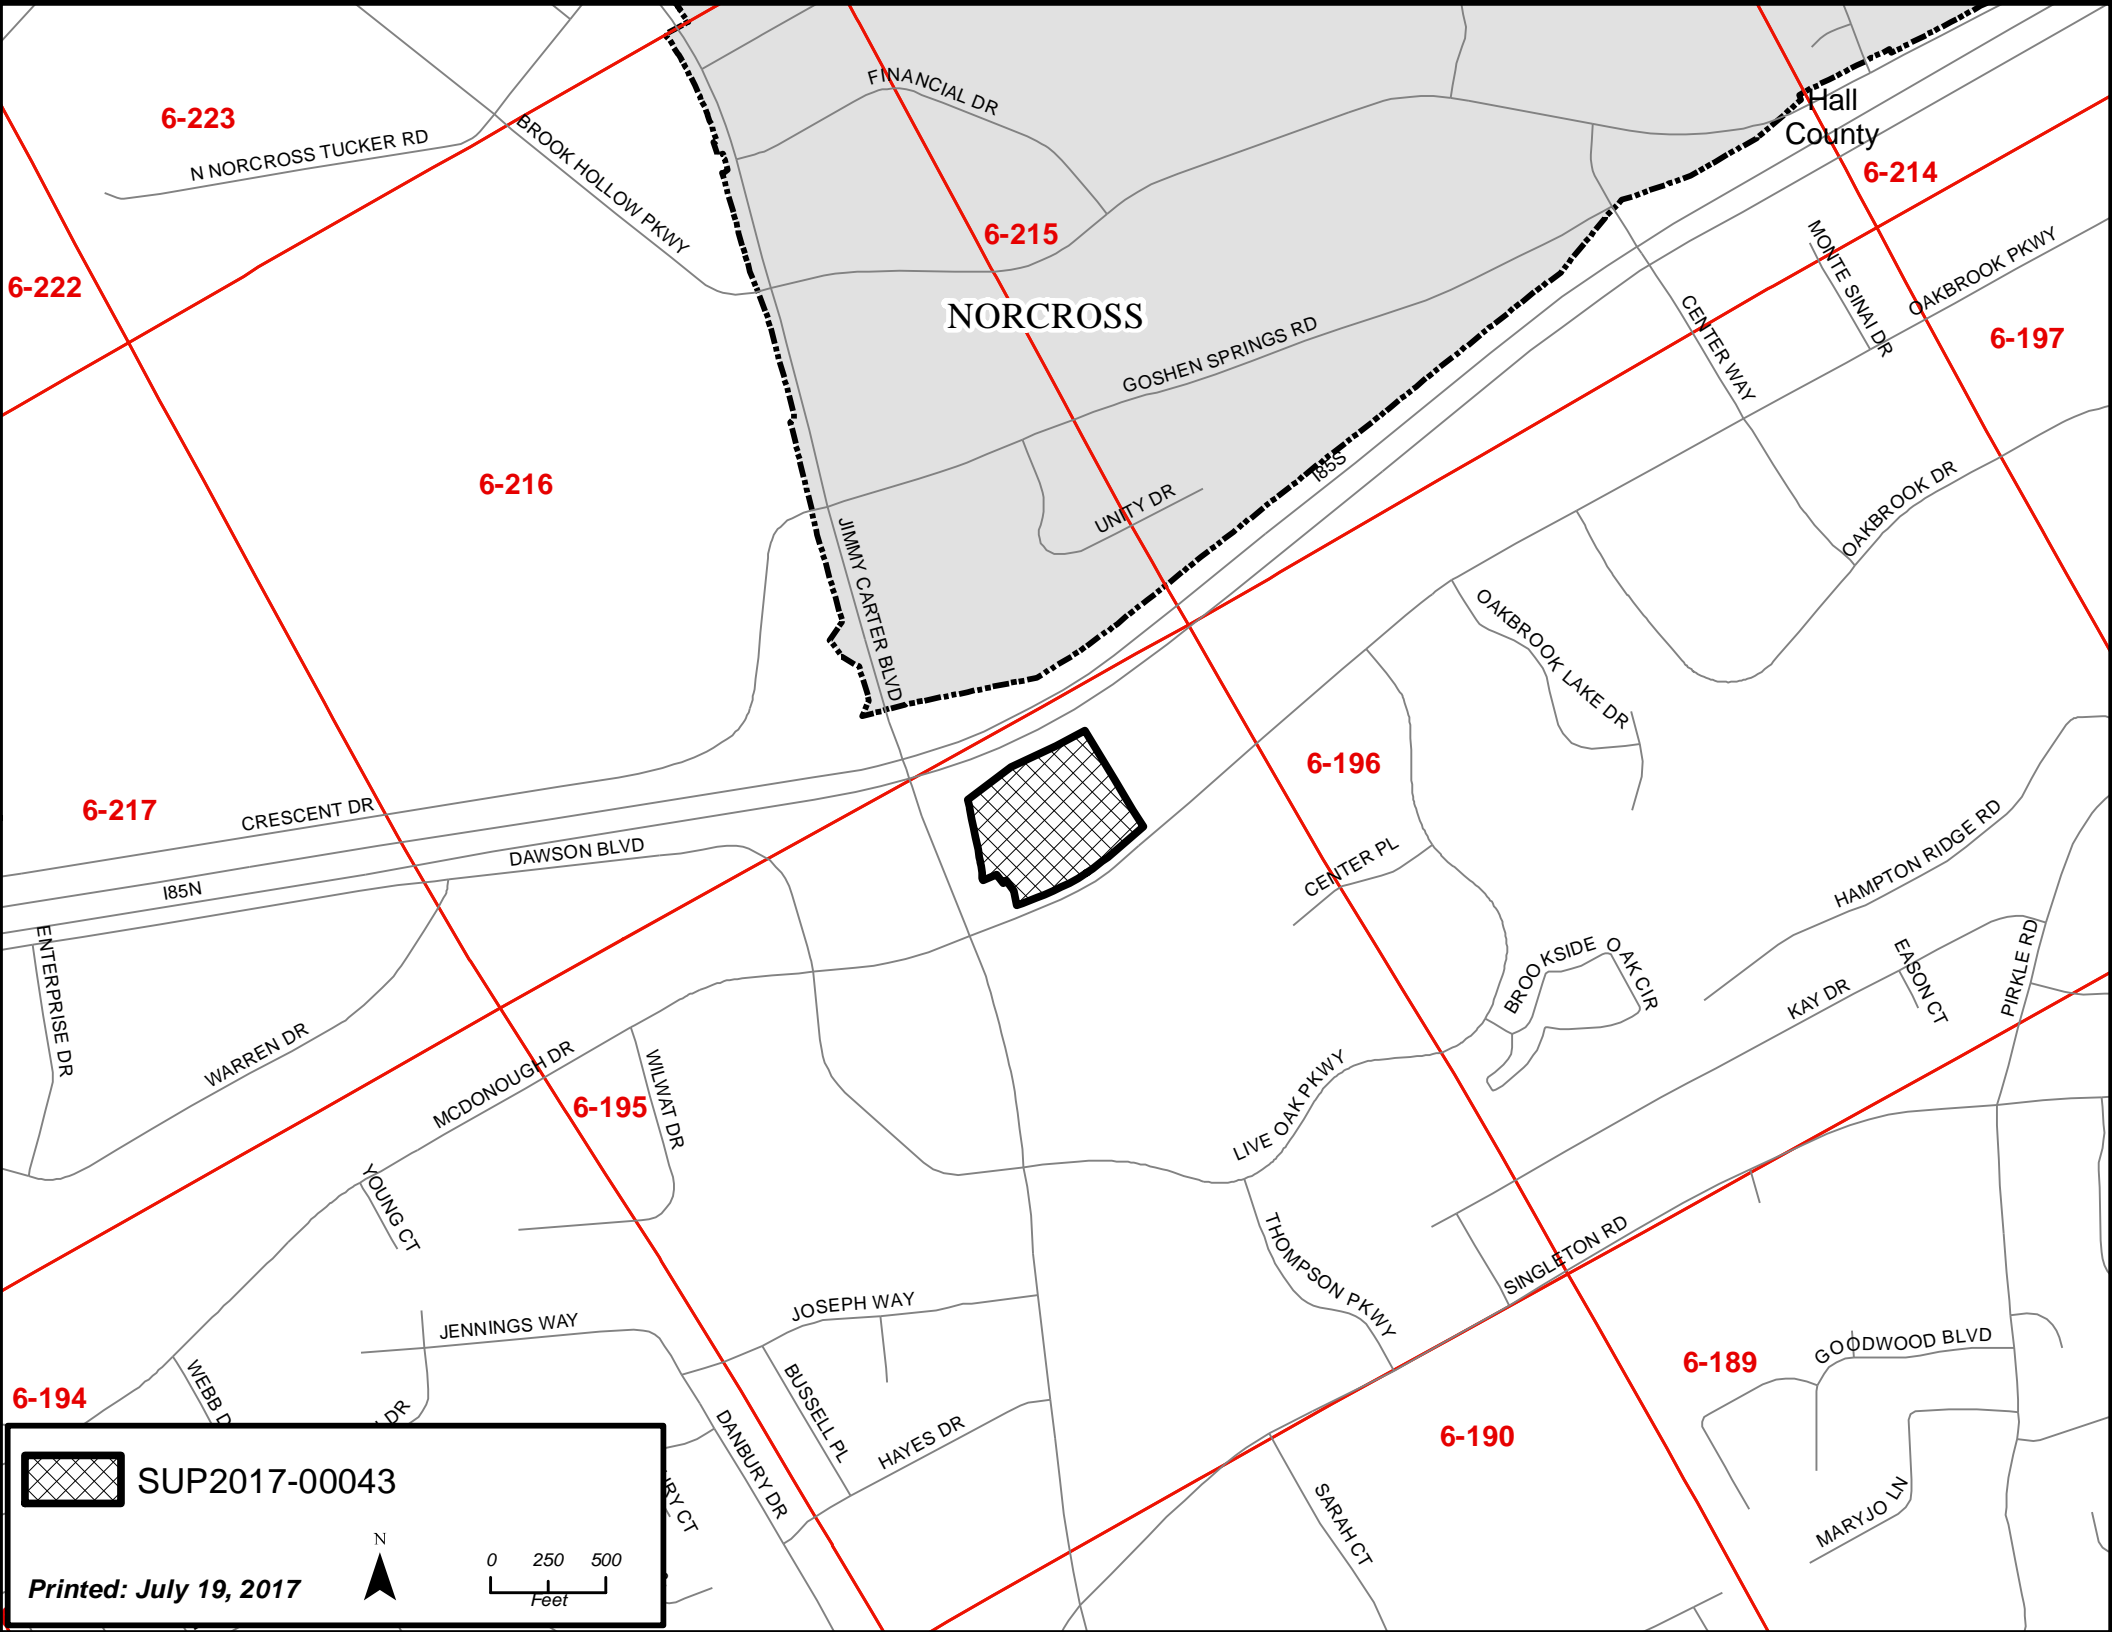 FINANCIAL DR
Hall
County
6-223
N NORCROSS TUCKER RD
BROOK HOLLOW PKWY
6-214
6-215
MONTE SINAI DR
OAKBROOK PKWY
6-222
NORCROSS
CENTER WAY
6-197
GOSHEN SPRINGS RD
6-216
I85S
UNITY DR
OAKBROOK DR
JIMMY CARTER BLVD
OAKBROOK LAKE DR
6-196
6-217
CRESCENT DR
DAWSON BLVD
I85N
CENTER PL
HAMPTON RIDGE RD
ENTERPRISE DR
BROOKSIDE OAK CIR
EASON CT
PIRKLE RD
KAY DR
WARREN DR
MCDONOUGH DR
WILWAT DR
6-195
LIVE OAK PKWY
YOUNG CT
THOMPSON PKWY
SINGLETON RD
JOSEPH WAY
JENNINGS WAY
GOODWOOD BLVD
6-189
6-194
WEBB D
DR
BUSSELL PL
DANBURY DR
HAYES DR
6-190
SARAH CT
MARYJO LN
RY CT
SUP2017-00043
N
0 250 500
Feet
Printed: July 19, 2017